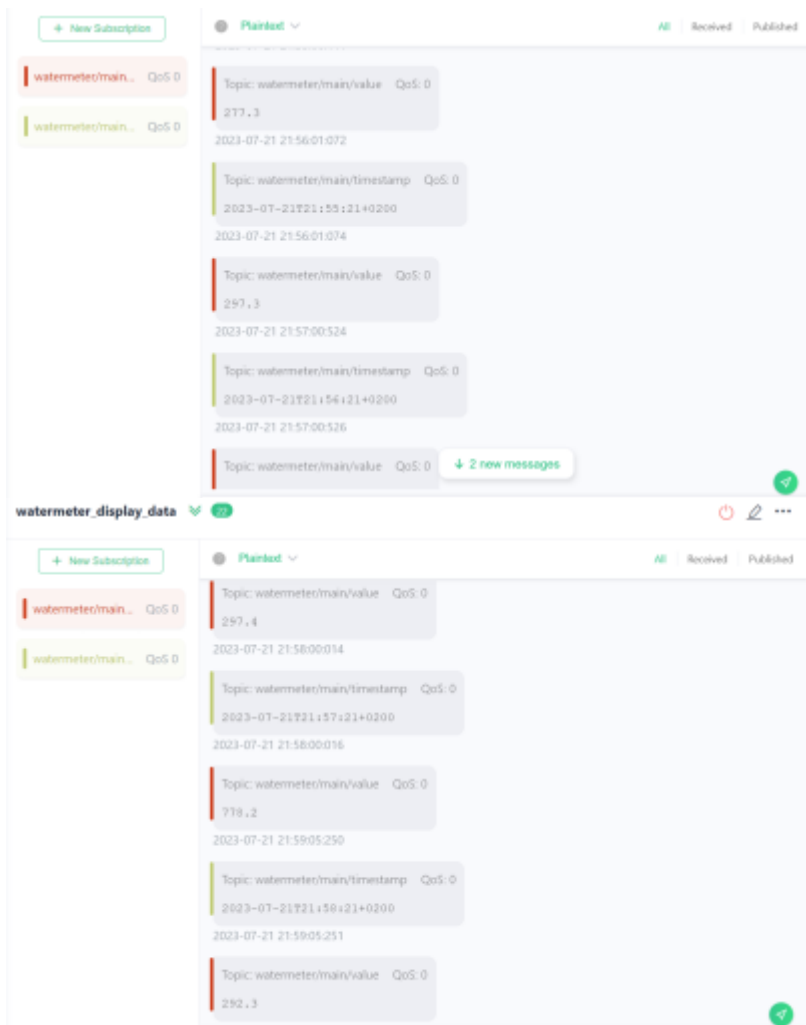 + New Subscription
Plaintext
All Received Published
watermeter/main... QoS 0
watermeter/main... QoS 0
Topic: watermeter/main/value QoS: 0
277.3
2023-07-21 21:56:01:072
Topic: watermeter/main/timestamp QoS: 0
2023-07-21T21:55:21+0200
2023-07-21 21:56:01:074
Topic: watermeter/main/value QoS: 0
297.3
2023-07-21 21:57:00:524
Topic: watermeter/main/timestamp QoS: 0
2023-07-21T21:56:21+0200
2023-07-21 21:57:00:526
Topic: watermeter/main/value QoS: 0
↓ 2 new messages
watermeter_display_data 22
+ New Subscription
Plaintext
All Received Published
watermeter/main... QoS 0
watermeter/main... QoS 0
Topic: watermeter/main/value QoS: 0
297.4
2023-07-21 21:58:00:014
Topic: watermeter/main/timestamp QoS: 0
2023-07-21T21:57:21+0200
2023-07-21 21:58:00:016
Topic: watermeter/main/value QoS: 0
778.2
2023-07-21 21:59:05:250
Topic: watermeter/main/timestamp QoS: 0
2023-07-21T21:58:21+0200
2023-07-21 21:59:05:251
Topic: watermeter/main/value QoS: 0
292.3